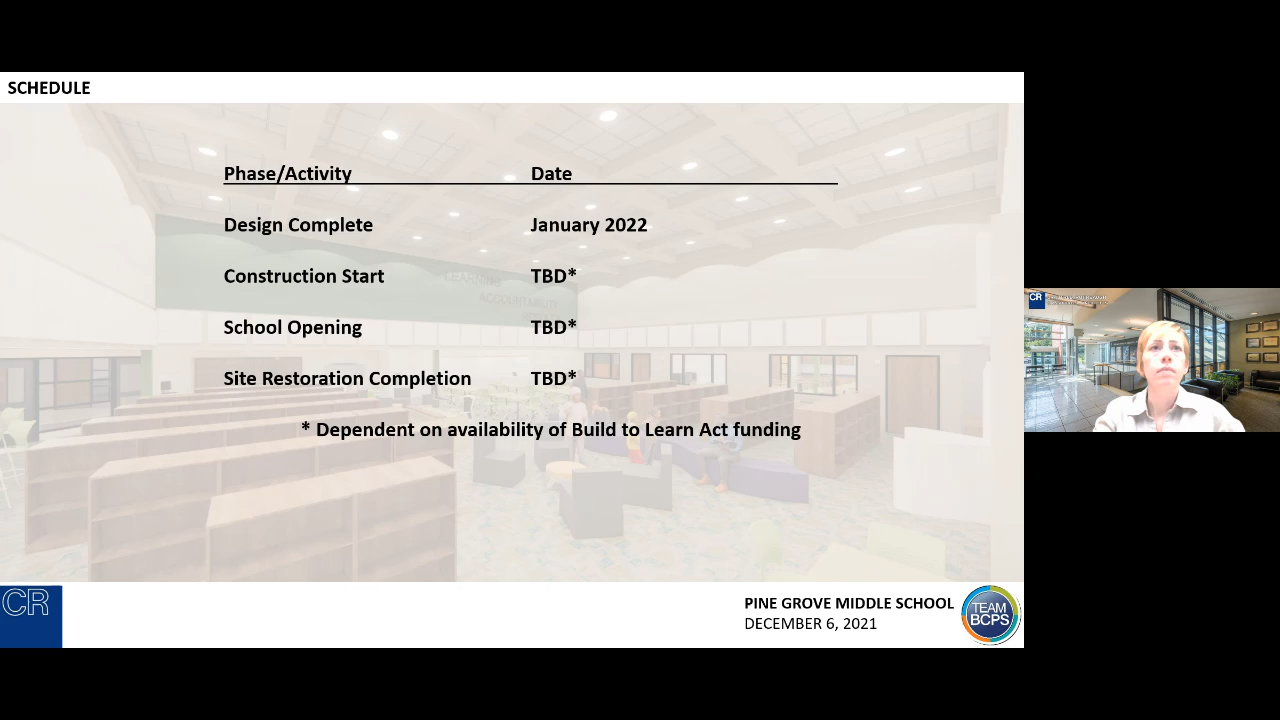 SCHEDULE
Phase/Activity Date
Design Complete January 2022
Construction Start TBD*
School Opening TBD*
Site Restoration Completion TBD*
* Dependent on availability of Build to Learn Act funding
LEARNING
ACCOUNTABILITY
CR
PINE GROVE MIDDLE SCHOOL
DECEMBER 6, 2021
TEAM
BCPS
CR